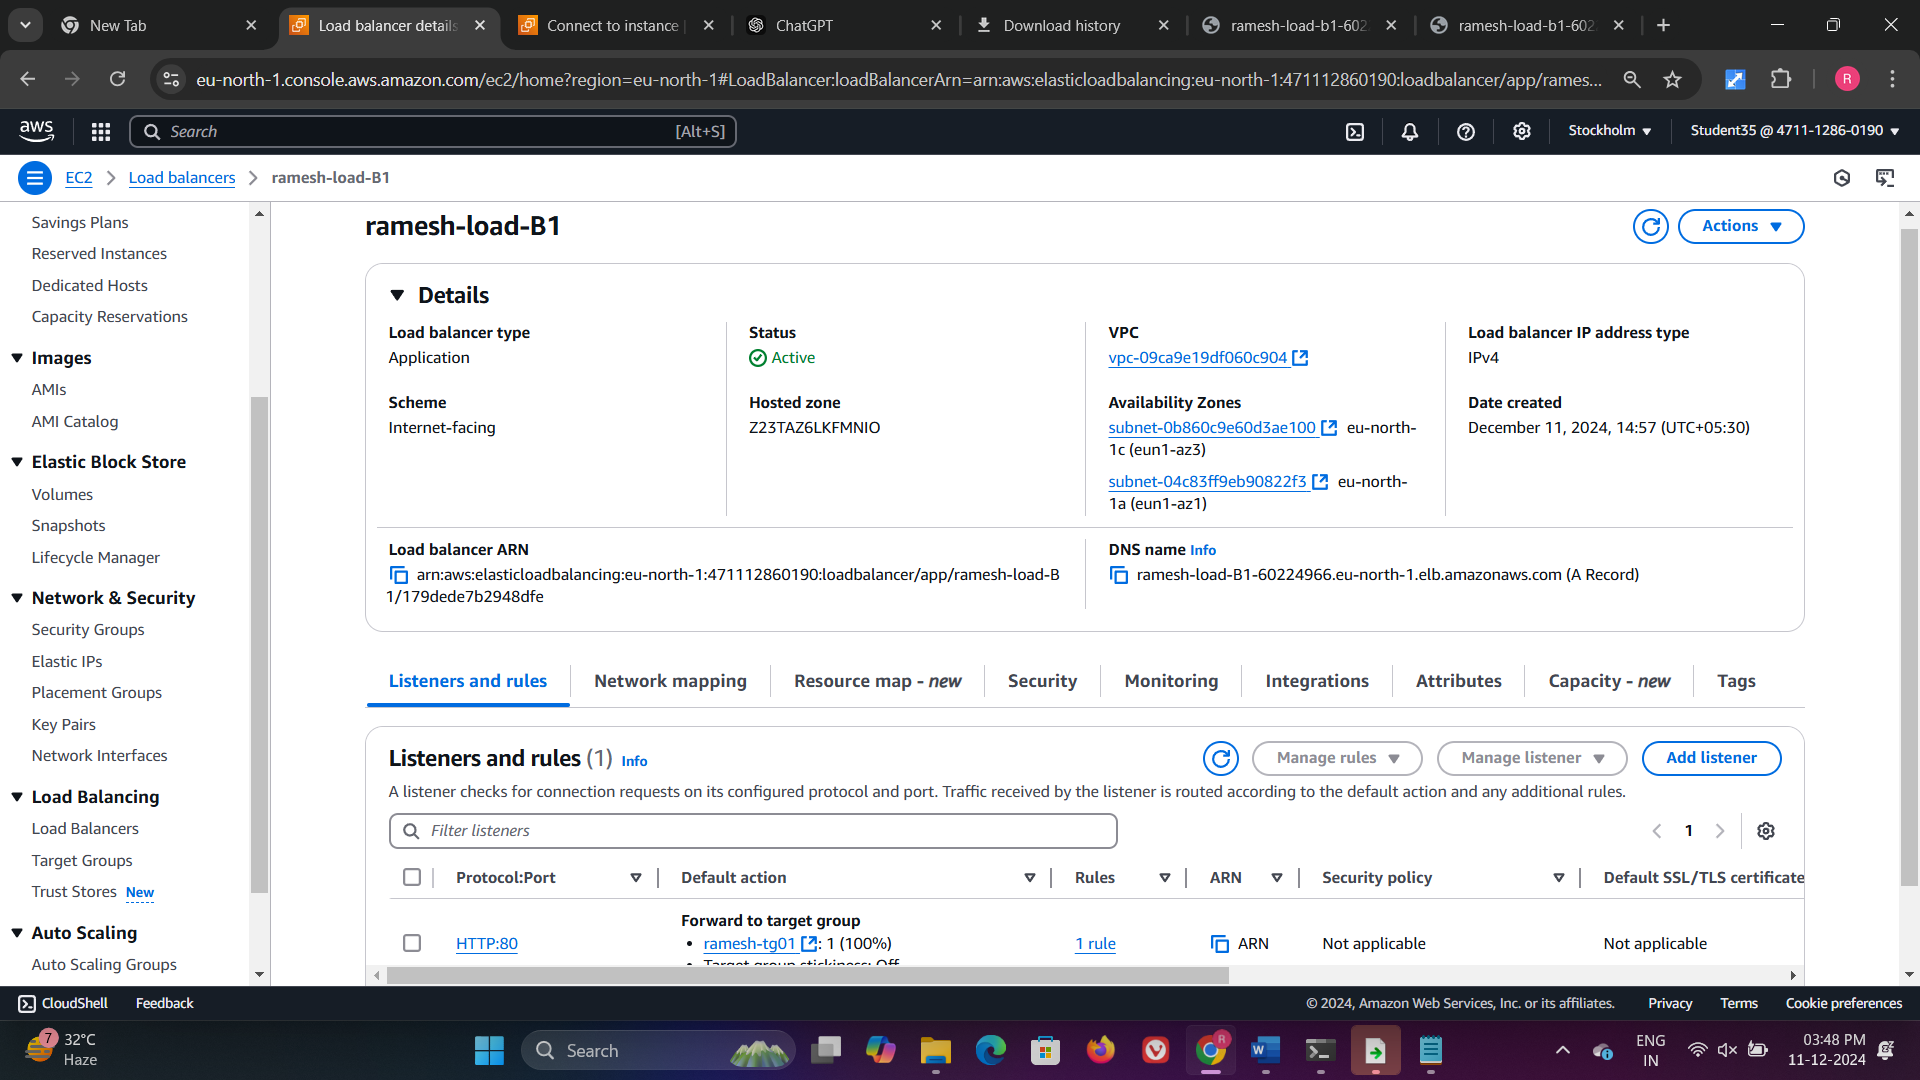 New Tab
Load balancer details
Connect to instance
ChatGPT
Download history
ramesh-load-b1-602
ramesh-load-b1-602
eu-north-1.console.aws.amazon.com/ec2/home?region=eu-north-1#LoadBalancer:loadBalancerArn=arn:aws:elasticloadbalancing:eu-north-1:471112860190:loadbalancer/app/rames...
R
aws
Search
[Alt+S]
Stockholm
Student35 @ 4711-1286-0190
EC2
Load balancers
ramesh-load-B1
Savings Plans
Reserved Instances
Dedicated Hosts
Capacity Reservations
Images
AMIs
AMI Catalog
Elastic Block Store
Volumes
Snapshots
Lifecycle Manager
Network & Security
Security Groups
Elastic IPs
Placement Groups
Key Pairs
Network Interfaces
Load Balancing
Load Balancers
Target Groups
Trust Stores New
Auto Scaling
Auto Scaling Groups
ramesh-load-B1
Actions
Details
Load balancer type
Application
Status
Active
VPC
vpc-09ca9e19df060c904
Load balancer IP address type
IPv4
Scheme
Internet-facing
Hosted zone
Z23TAZ6LKFMNIO
Availability Zones
subnet-0b860c9e60d3ae100 eu-north-
1c (eun1-az3)
subnet-04c83ff9eb90822f3 eu-north-
1a (eun1-az1)
Date created
December 11, 2024, 14:57 (UTC+05:30)
Load balancer ARN
arn:aws:elasticloadbalancing:eu-north-1:471112860190:loadbalancer/app/ramesh-load-B
1/179dede7b2948dfe
DNS name Info
ramesh-load-B1-60224966.eu-north-1.elb.amazonaws.com (A Record)
Listeners and rules
Network mapping
Resource map - new
Security
Monitoring
Integrations
Attributes
Capacity - new
Tags
Listeners and rules (1) Info
Manage rules
Manage listener
Add listener
A listener checks for connection requests on its configured protocol and port. Traffic received by the listener is routed according to the default action and any additional rules.
Filter listeners
1
Protocol:Port
Default action
Rules
ARN
Security policy
Default SSL/TLS certificate
HTTP:80
Forward to target group
• ramesh-tg01 : 1 (100%)
• Target group stickiness: Off
1 rule
ARN
Not applicable
Not applicable
CloudShell
Feedback
© 2024, Amazon Web Services, Inc. or its affiliates.
Privacy
Terms
Cookie preferences
7
32°C
Haze
Search
R
ENG
IN
03:48 PM
11-12-2024